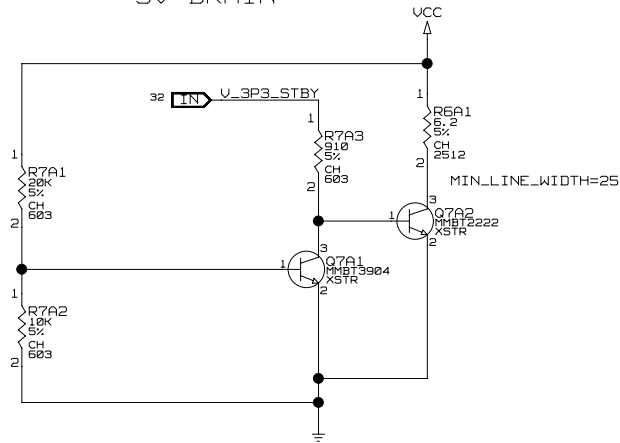 VCC
32 IN V_3P3_STBY
1
R7A3
910
5%
CH
603
2
1
R6A1
6.2
5%
CH
2512
2
MIN_LINE_WIDTH=25
1
R7A1
20K
5%
CH
603
2
1
3
Q7A2
MMBT2222
XSTR
2
1
3
Q7A1
MMBT3904
XSTR
2
1
R7A2
10K
5%
CH
603
2